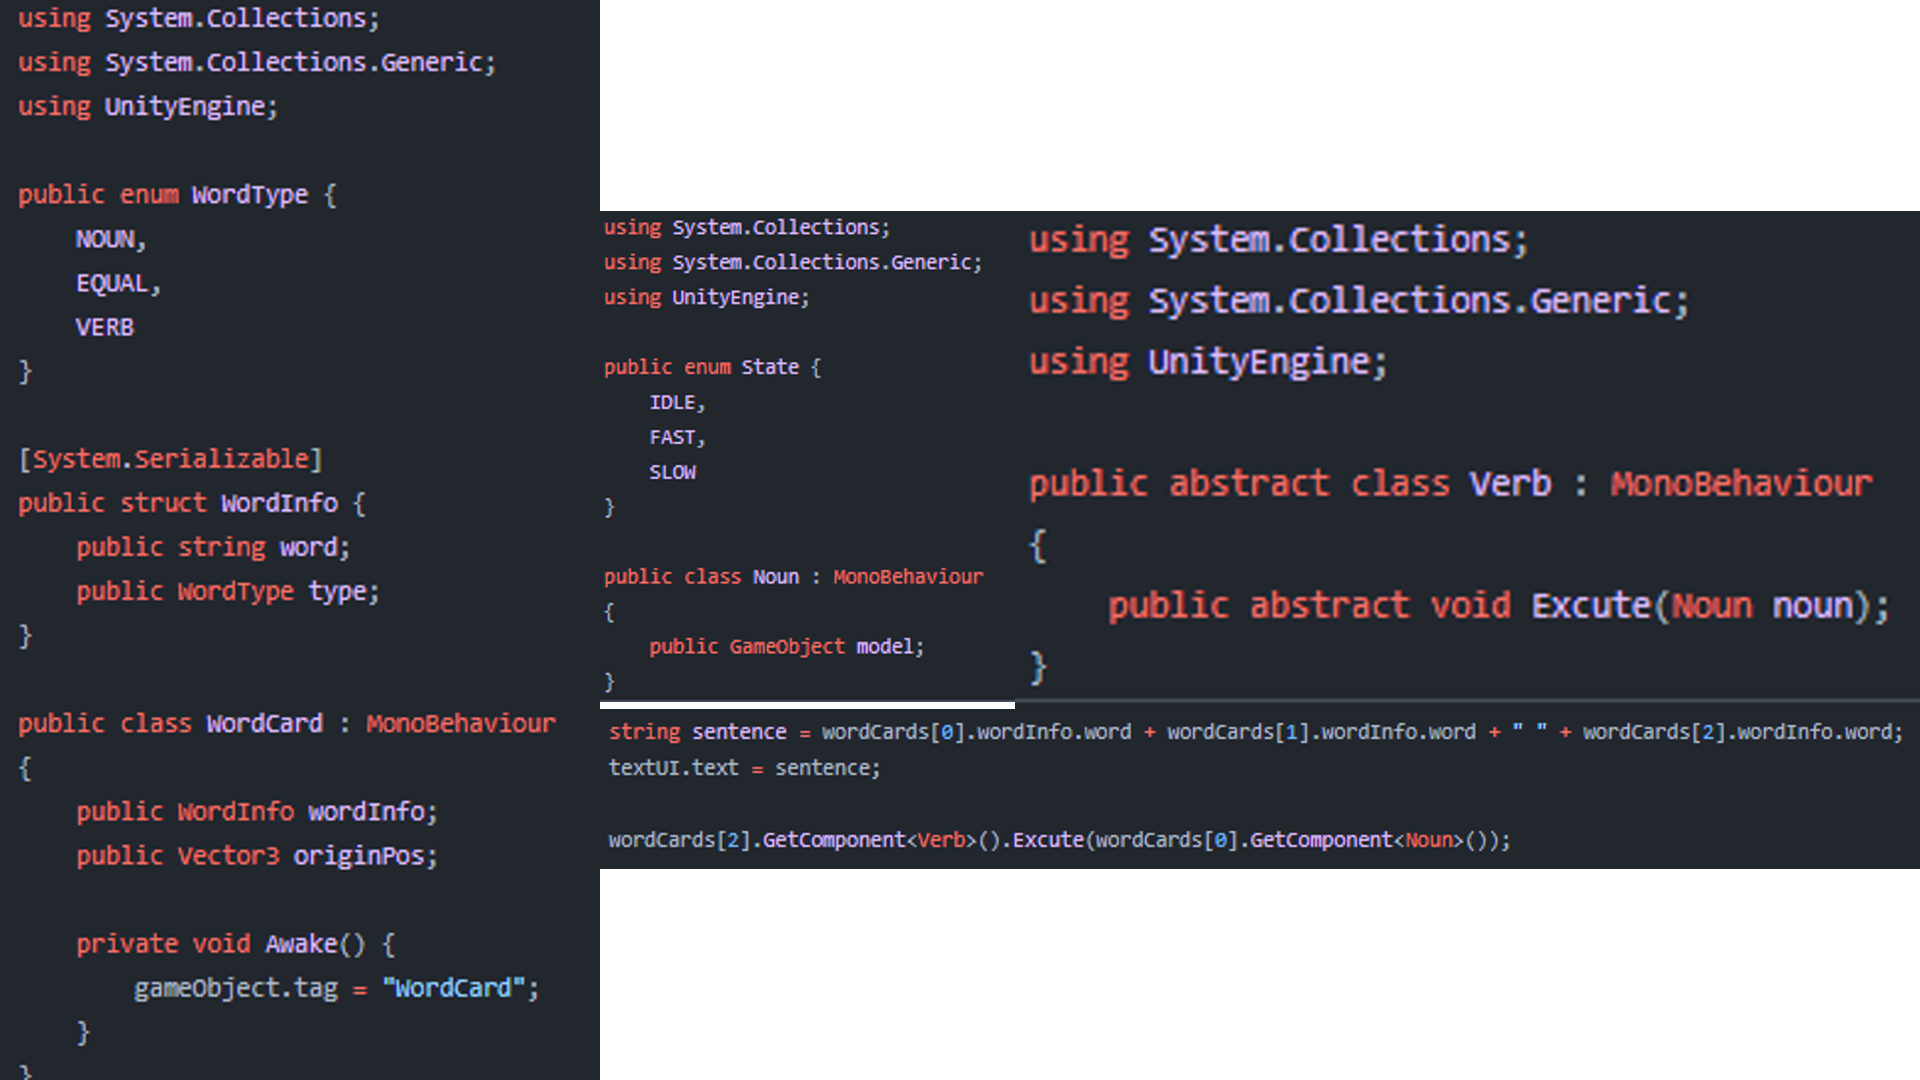 using System.Collections;
using System.Collections.Generic;
using UnityEngine;
public enum WordType {
NOUN,
EQUAL,
VERB
}
[System.Serializable]
public struct WordInfo {
public string word;
public WordType type;
}
public class WordCard : MonoBehaviour
{
public WordInfo wordInfo;
public Vector3 originPos;
private void Awake() {
gameObject.tag = "WordCard";
}
}
using System.Collections;
using System.Collections.Generic;
using UnityEngine;
public enum State {
IDLE,
FAST,
SLOW
}
public class Noun : MonoBehaviour
{
public GameObject model;
}
using System.Collections;
using System.Collections.Generic;
using UnityEngine;
public abstract class Verb : MonoBehaviour
{
public abstract void Excute(Noun noun);
}
string sentence = wordCards[0].wordInfo.word + wordCards[1].wordInfo.word + " " + wordCards[2].wordInfo.word;
textUI.text = sentence;
wordCards[2].GetComponent<Verb>().Excute(wordCards[0].GetComponent<Noun>());